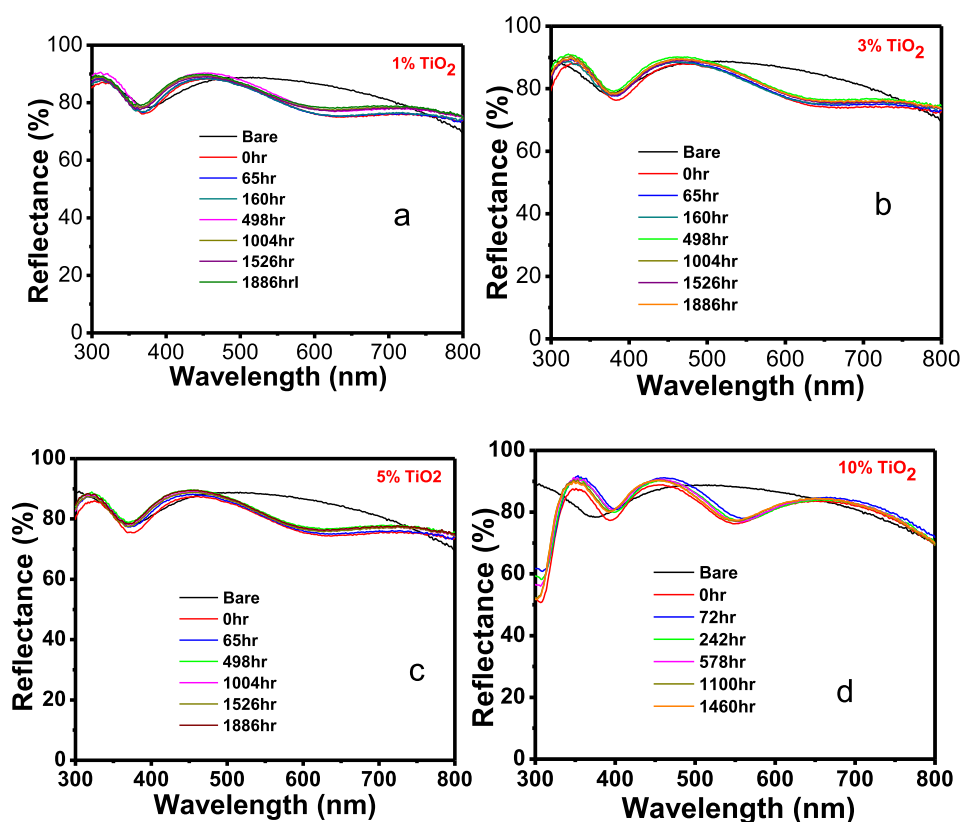 1% TiO2
Reflectance (%)
100
80
60
40
20
0
Bare
0hr
65hr
160hr
498hr
1004hr
1526hr
1886hrl
a
300 400 500 600 700 800
Wavelength (nm)
3% TiO2
Reflectance (%)
100
80
60
40
20
0
Bare
0hr
65hr
160hr
498hr
1004hr
1526hr
1886hr
b
300 400 500 600 700 800
Wavelength (nm)
5% TiO2
Reflectance (%)
100
80
60
40
20
0
Bare
0hr
65hr
498hr
1004hr
1526hr
1886hr
c
300 400 500 600 700 800
Wavelength (nm)
10% TiO2
Reflectance (%)
100
80
60
40
20
0
Bare
0hr
72hr
242hr
578hr
1100hr
1460hr
d
300 400 500 600 700 800
Wavelength (nm)